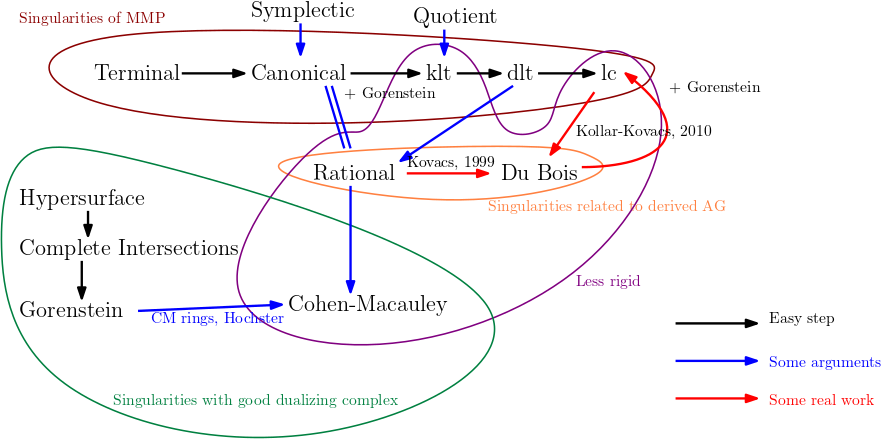 Symplectic
Quotient
Singularities of MMP
Terminal
Canonical
klt
dlt
lc
+ Gorenstein
+ Gorenstein
Kollar-Kovacs, 2010
Kovacs, 1999
Rational
Du Bois
Hypersurface
Singularities related to derived AG
Complete Intersections
Less rigid
Gorenstein
Cohen-Macauley
CM rings, Hochster
Easy step
Some arguments
Singularities with good dualizing complex
Some real work